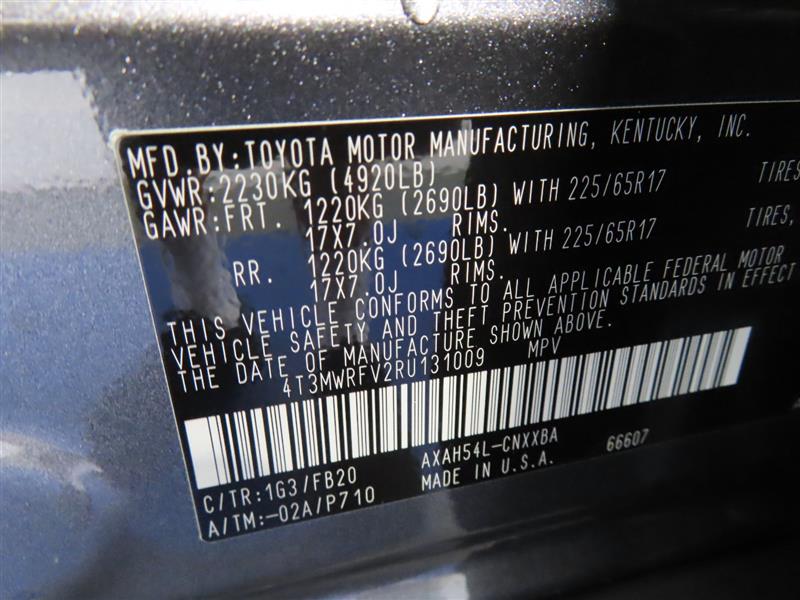 MFD.BY:TOYOTA MOTOR MANUFACTURING, KENTUCKY, INC.
GVWR:2230KG (4920LB)
GAWR:FRT. 1220KG (2690LB) WITH 225/65R17 TIRES
17X7.0J RIMS.
RR. 1220KG (2690LB) WITH 225/65R17 TIRES,
17X7.0J RIMS.
THIS VEHICLE CONFORMS TO ALL APPLICABLE FEDERAL MOTOR
VEHICLE SAFETY AND THEFT PREVENTION STANDARDS IN EFFECT
THE DATE OF MANUFACTURE SHOWN ABOVE.
4T3MWRFV2RU131009 MPV
AXAH54L-CNXXBA 66607
C/TR:1G3/FB20 MADE IN U.S.A.
A/TM:-02A/P710